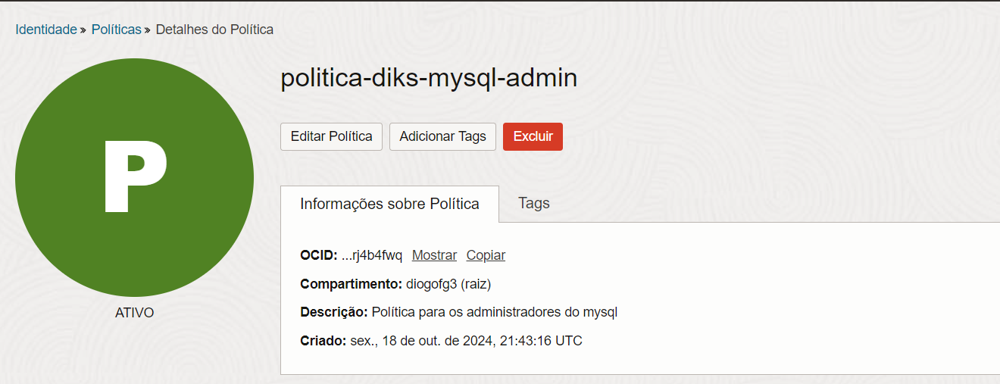 Identidade » Políticas » Detalhes do Política
P
ATIVO
politica-diks-mysql-admin
Editar Política Adicionar Tags Excluir
Informações sobre Política Tags
OCID: ...rj4b4fwq Mostrar Copiar
Compartimento: diogofg3 (raiz)
Descrição: Política para os administradores do mysql
Criado: sex., 18 de out. de 2024, 21:43:16 UTC